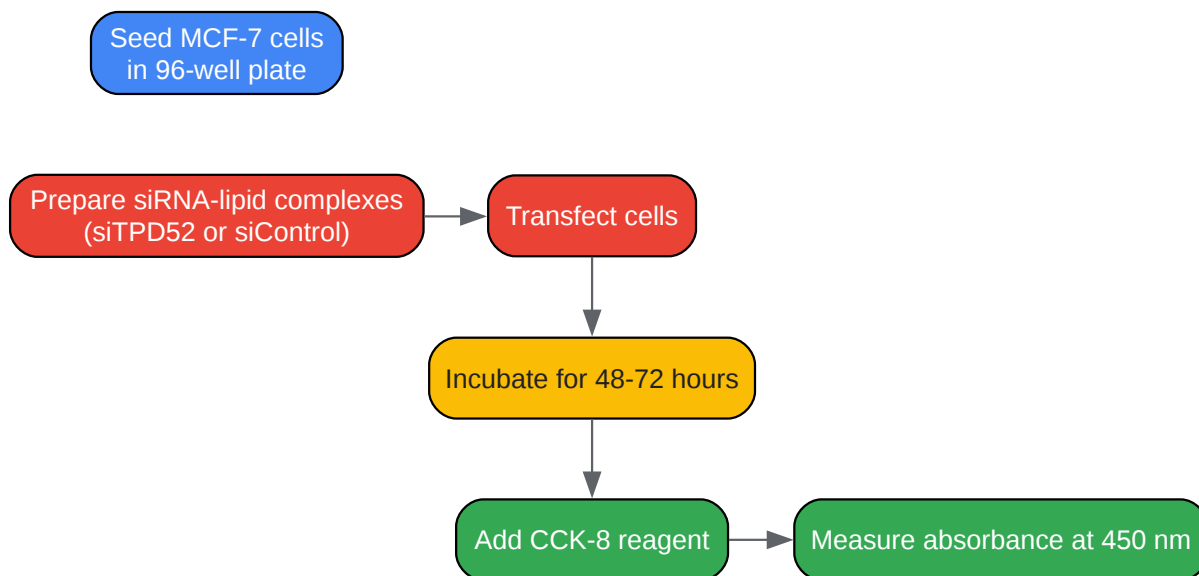 Seed MCF-7 cells
in 96-well plate
Prepare siRNA-lipid complexes
(siTPD52 or siControl)
Transfect cells
Incubate for 48-72 hours
Add CCK-8 reagent
Measure absorbance at 450 nm